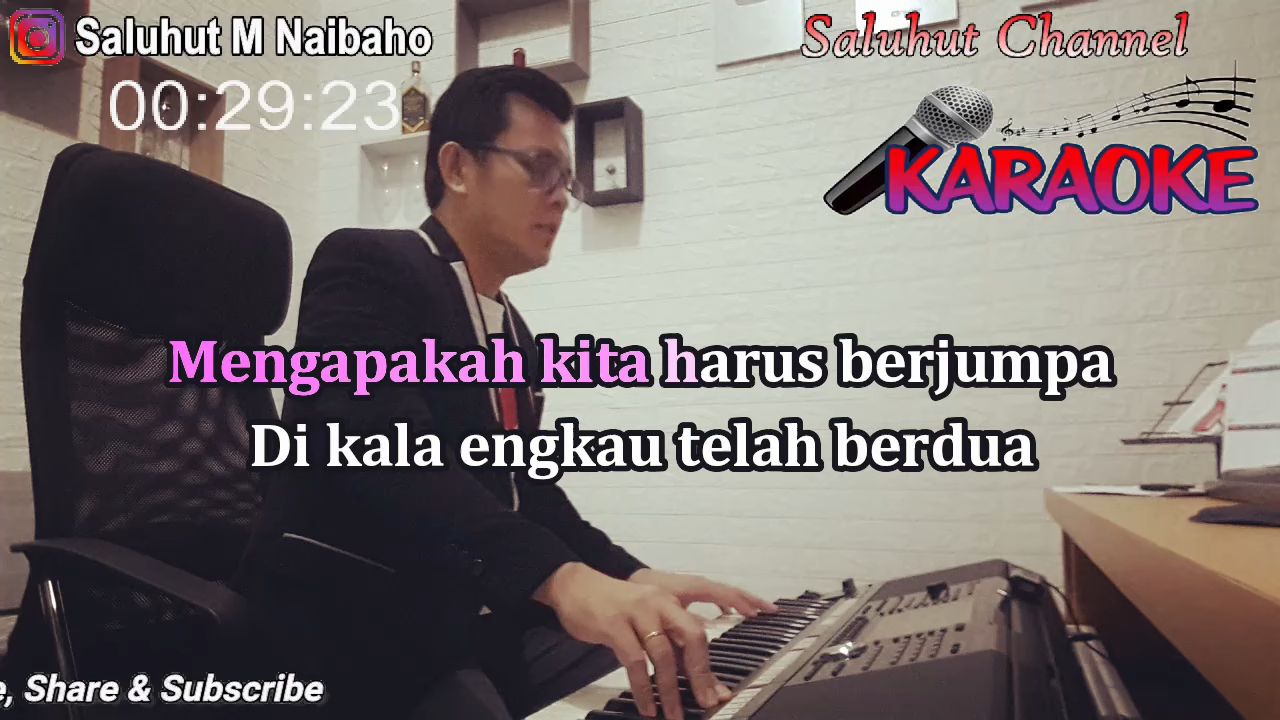 Saluhut M Naibaho
Saluhut Channel
00:29:23
KARAOKE
Mengapakah kita harus berjumpa
Di kala engkau telah berdua
, Share & Subscribe